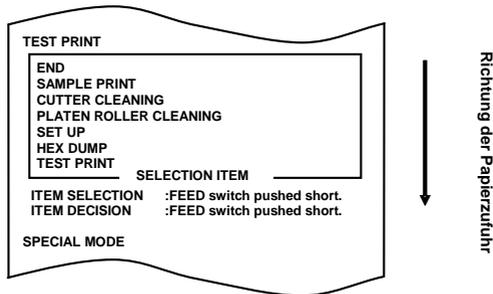 TEST PRINT
END
SAMPLE PRINT
CUTTER CLEANING
PLATEN ROLLER CLEANING
SET UP
HEX DUMP
TEST PRINT
SELECTION ITEM
ITEM SELECTION :FEED switch pushed short.
ITEM DECISION :FEED switch pushed short.
SPECIAL MODE
Richtung der Papierzufuhr